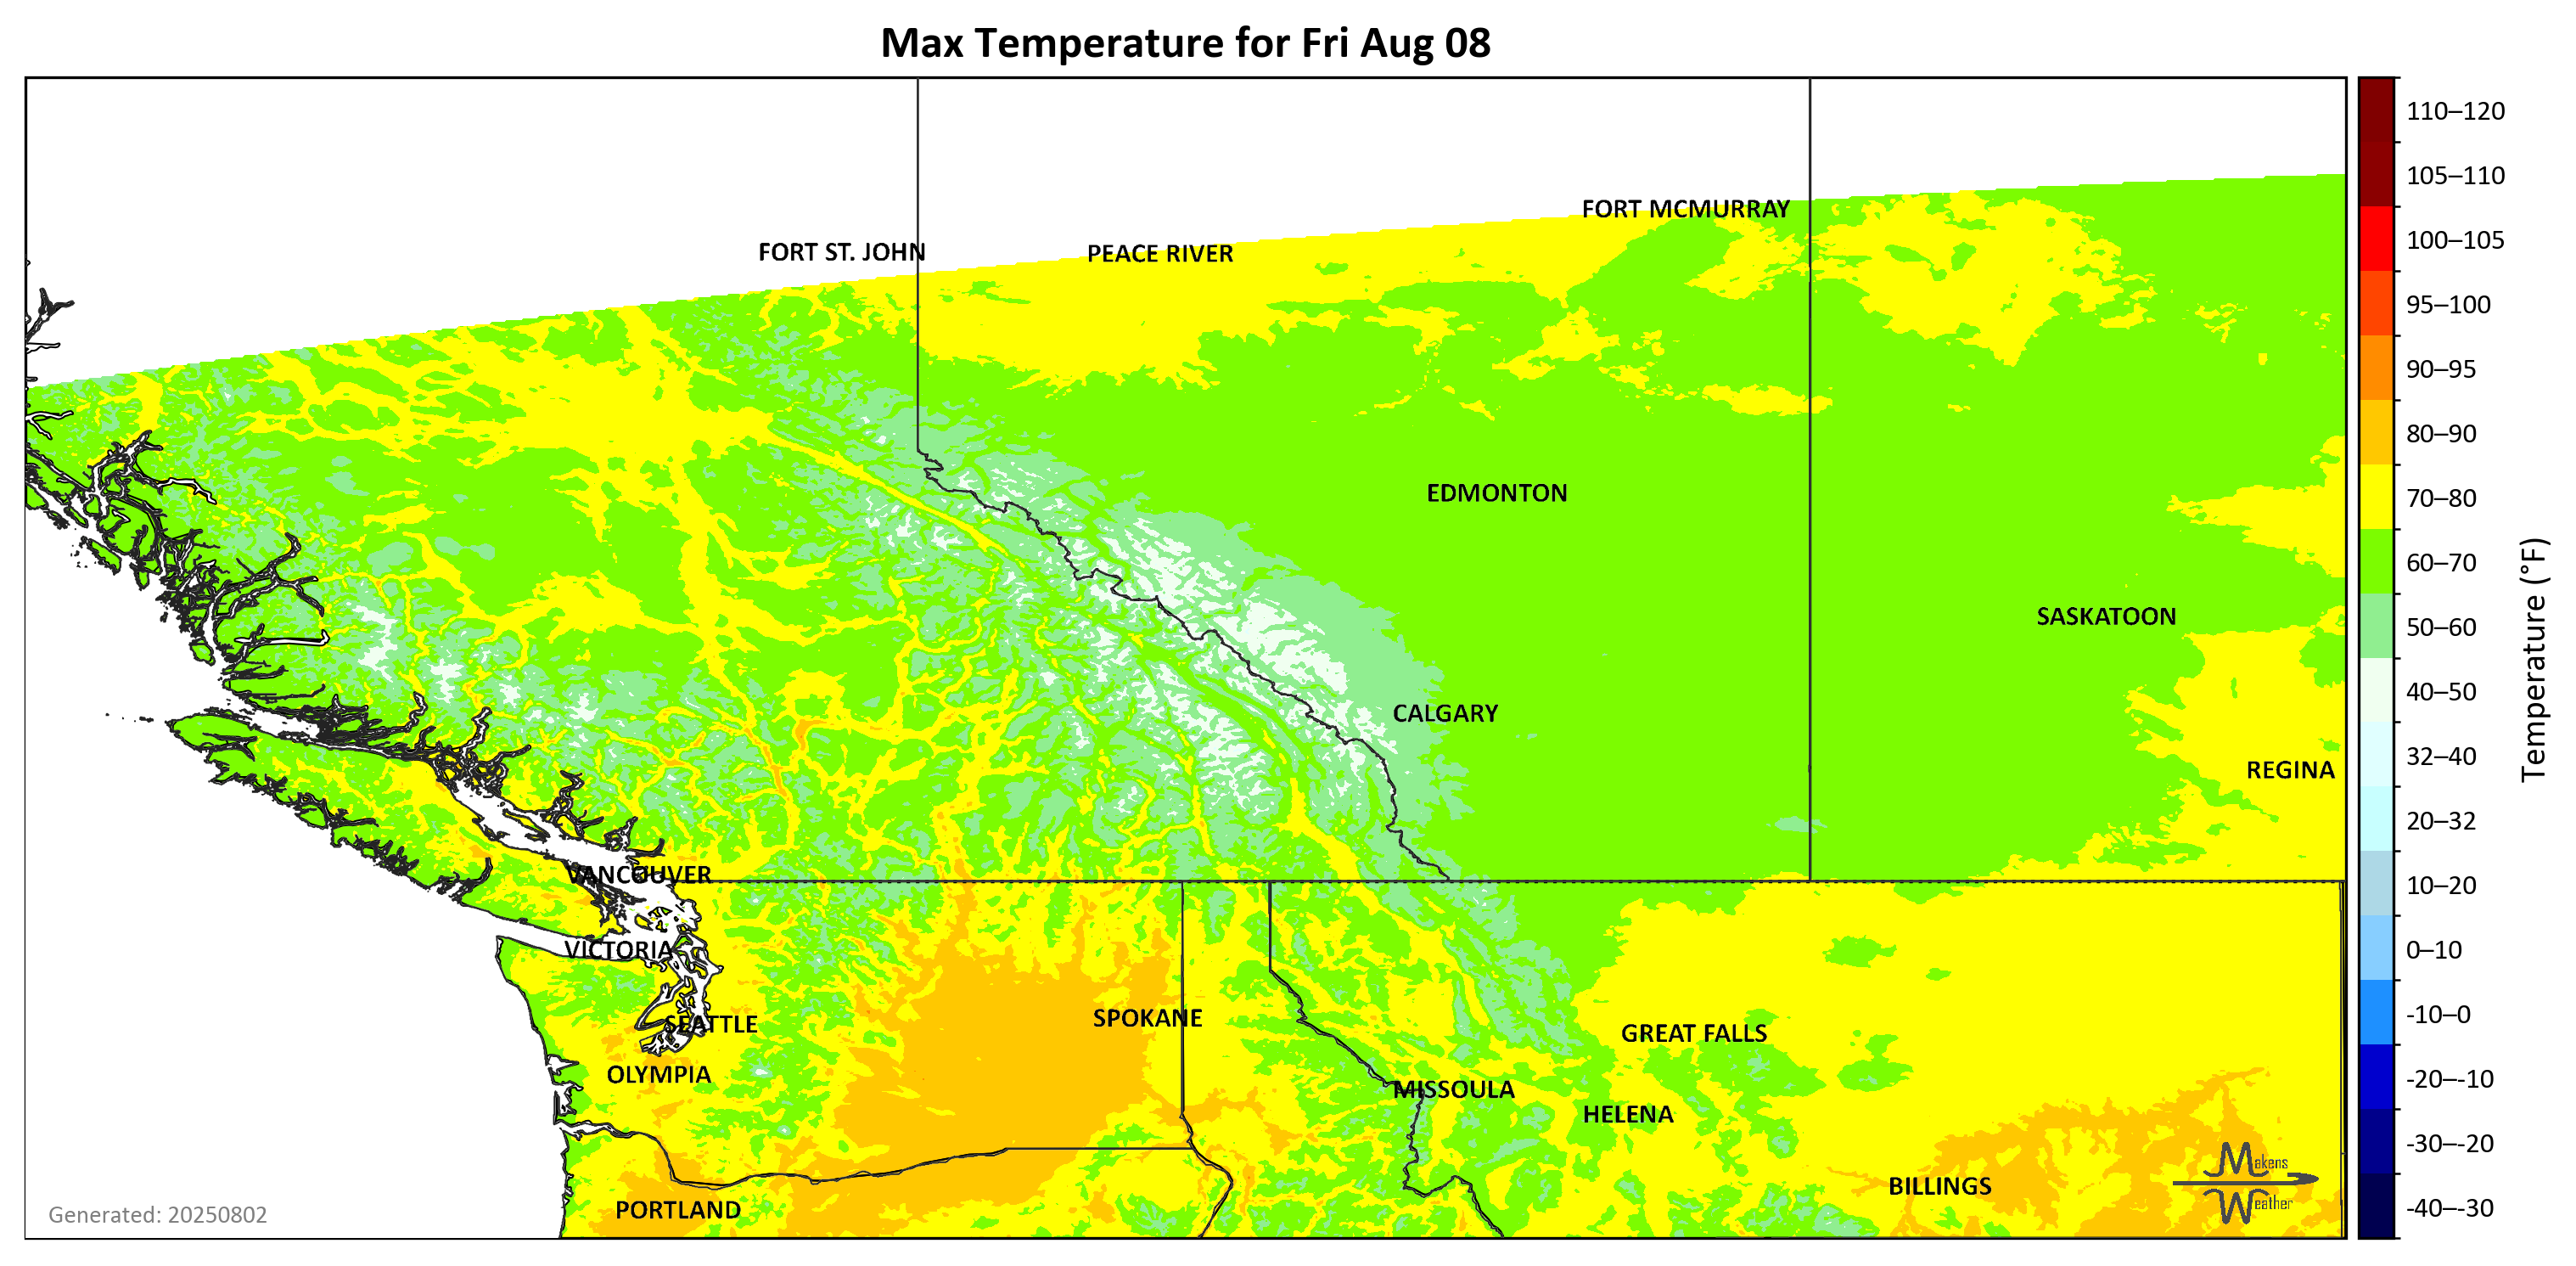 Max Temperature for Fri Aug 08
FORT MCMURRAY
FORT ST. JOHN
PEACE RIVER
EDMONTON
SASKATOON
CALGARY
REGINA
VANCOUVER
VICTORIA
SEATTLE
SPOKANE
GREAT FALLS
OLYMPIA
MISSOULA
HELENA
BILLINGS
PORTLAND
Makens
Weather
Generated: 20250802
110–120
105–110
100–105
95–100
90–95
80–90
70–80
60–70
50–60
40–50
32–40
20–32
10–20
0–10
-10–0
-20–-10
-30–-20
-40–-30
Temperature (°F)